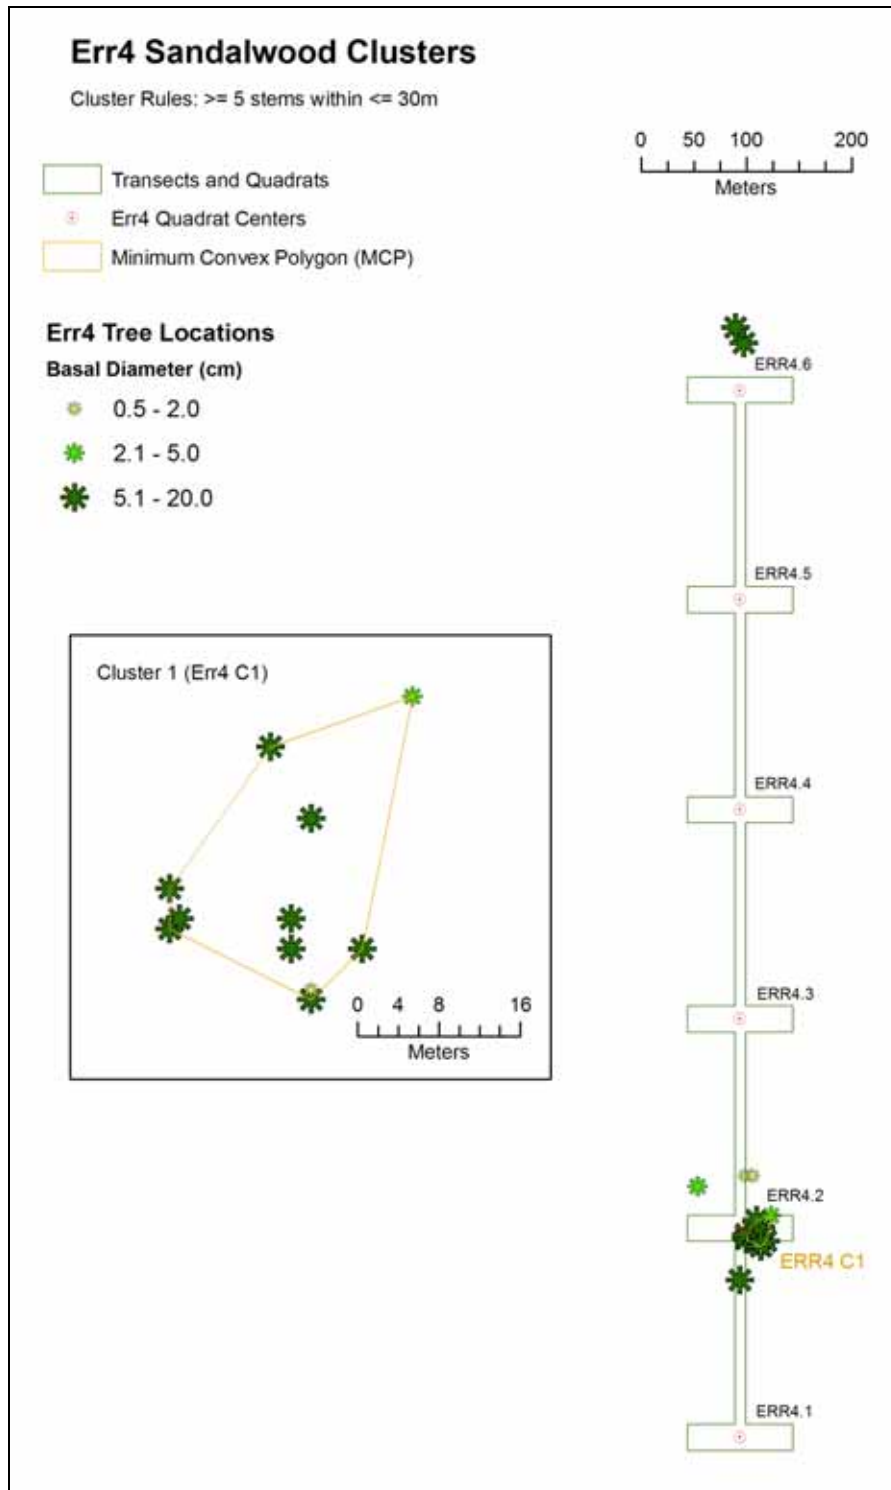 Err4 Sandalwood Clusters
Cluster Rules: >= 5 stems within <= 30m
0 50 100 200
Meters
Transects and Quadrats
Err4 Quadrat Centers
Minimum Convex Polygon (MCP)
Err4 Tree Locations
Basal Diameter (cm)
0.5 - 2.0
2.1 - 5.0
5.1 - 20.0
ERR4.6
ERR4.5
Cluster 1 (Err4 C1)
0 4 8 16
Meters
ERR4.4
ERR4.3
ERR4.2
ERR4 C1
ERR4.1